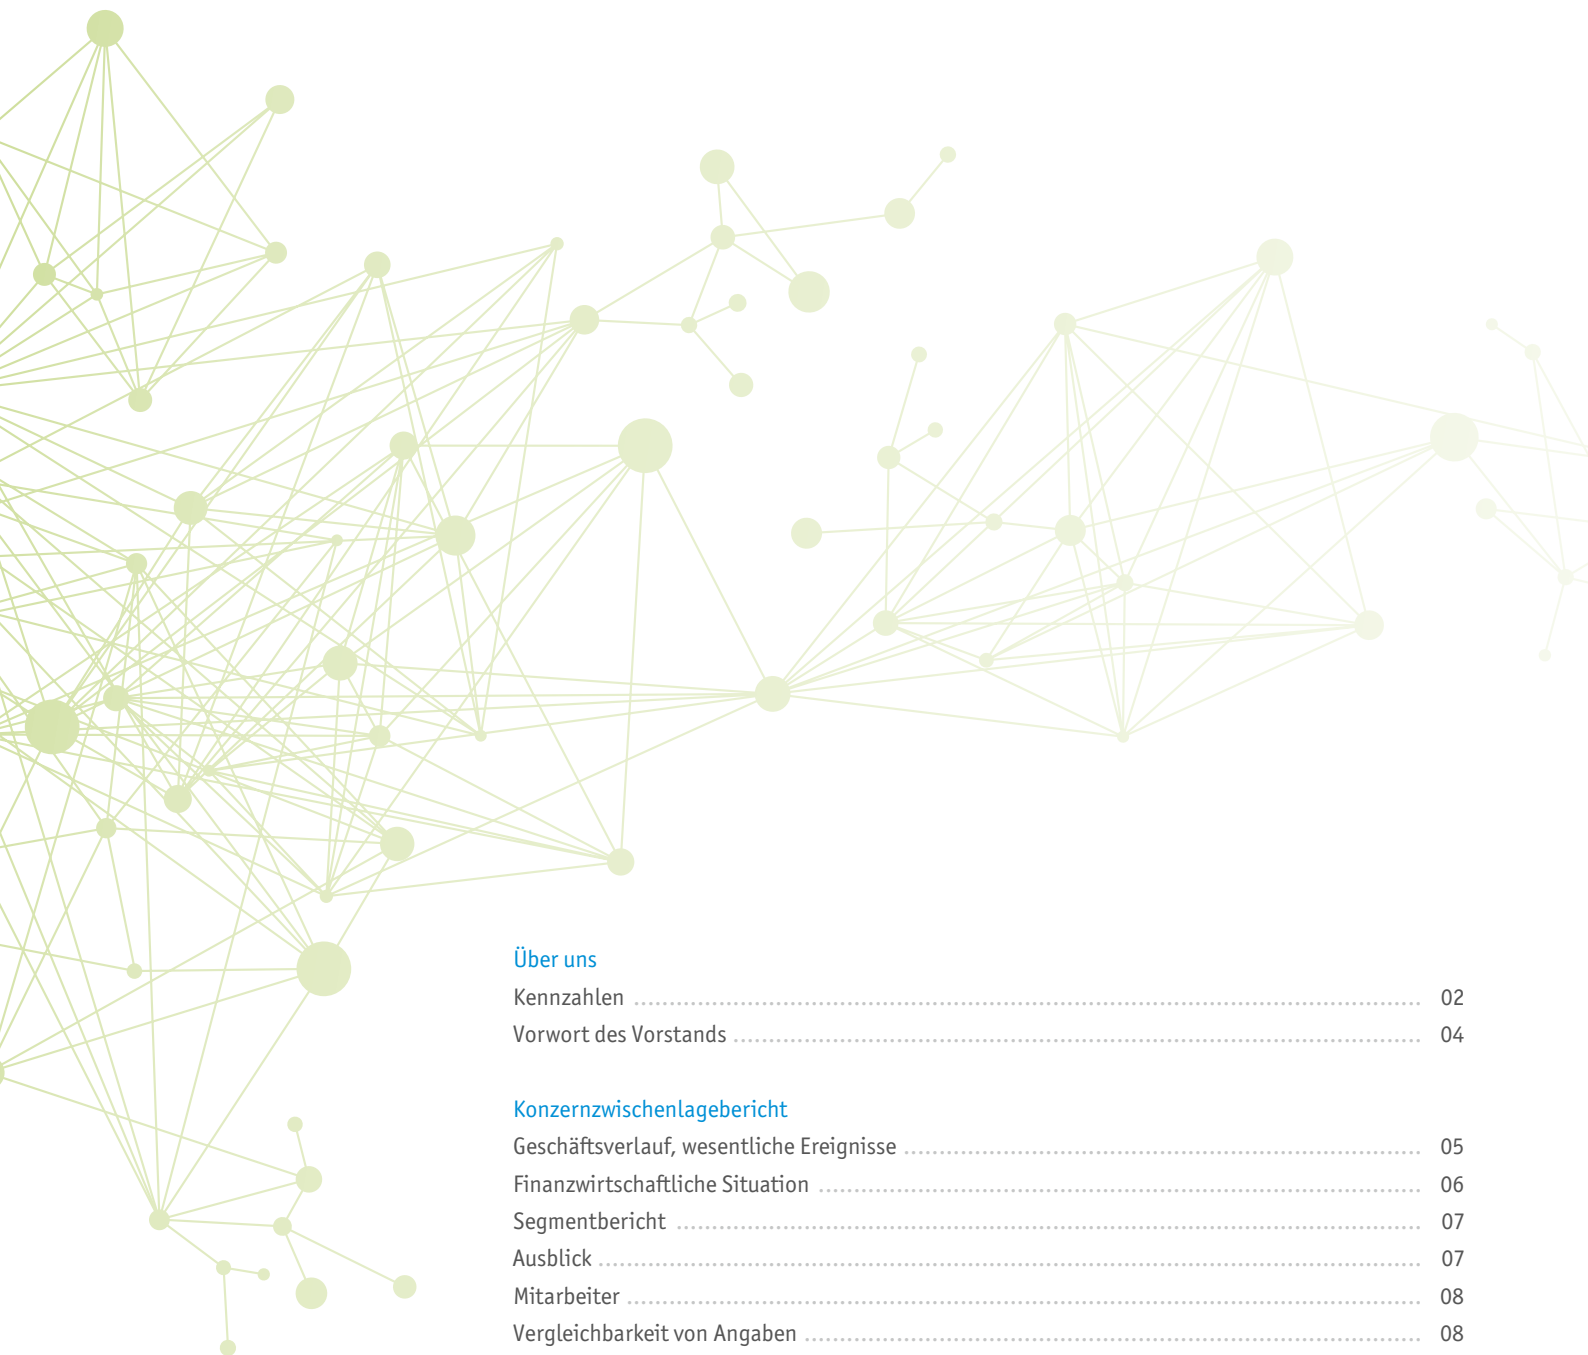 Über uns
Kennzahlen 02
Vorwort des Vorstands 04
Konzernzwischenlagebericht
Geschäftsverlauf, wesentliche Ereignisse 05
Finanzwirtschaftliche Situation 06
Segmentbericht 07
Ausblick 07
Mitarbeiter 08
Vergleichbarkeit von Angaben 08